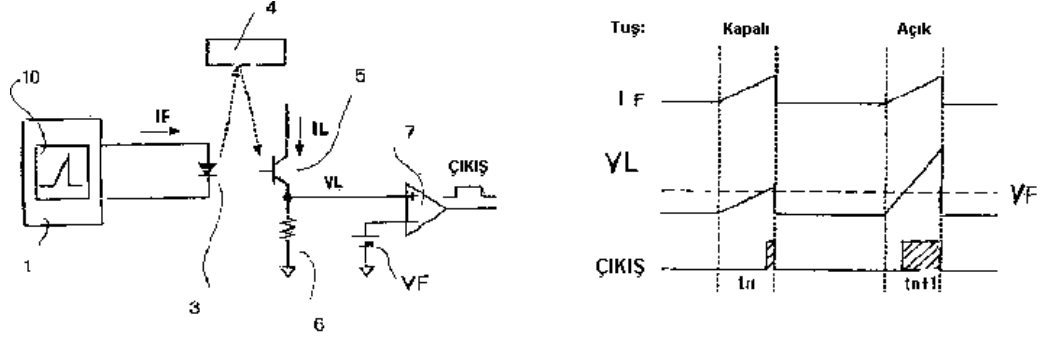 4
10
5
IF
IL
7
ÇIKIŞ
VL
1
3
VF
6
Tuş: Kapalı Açık
IF
VL
VF
ÇIKIŞ
tn tn+1